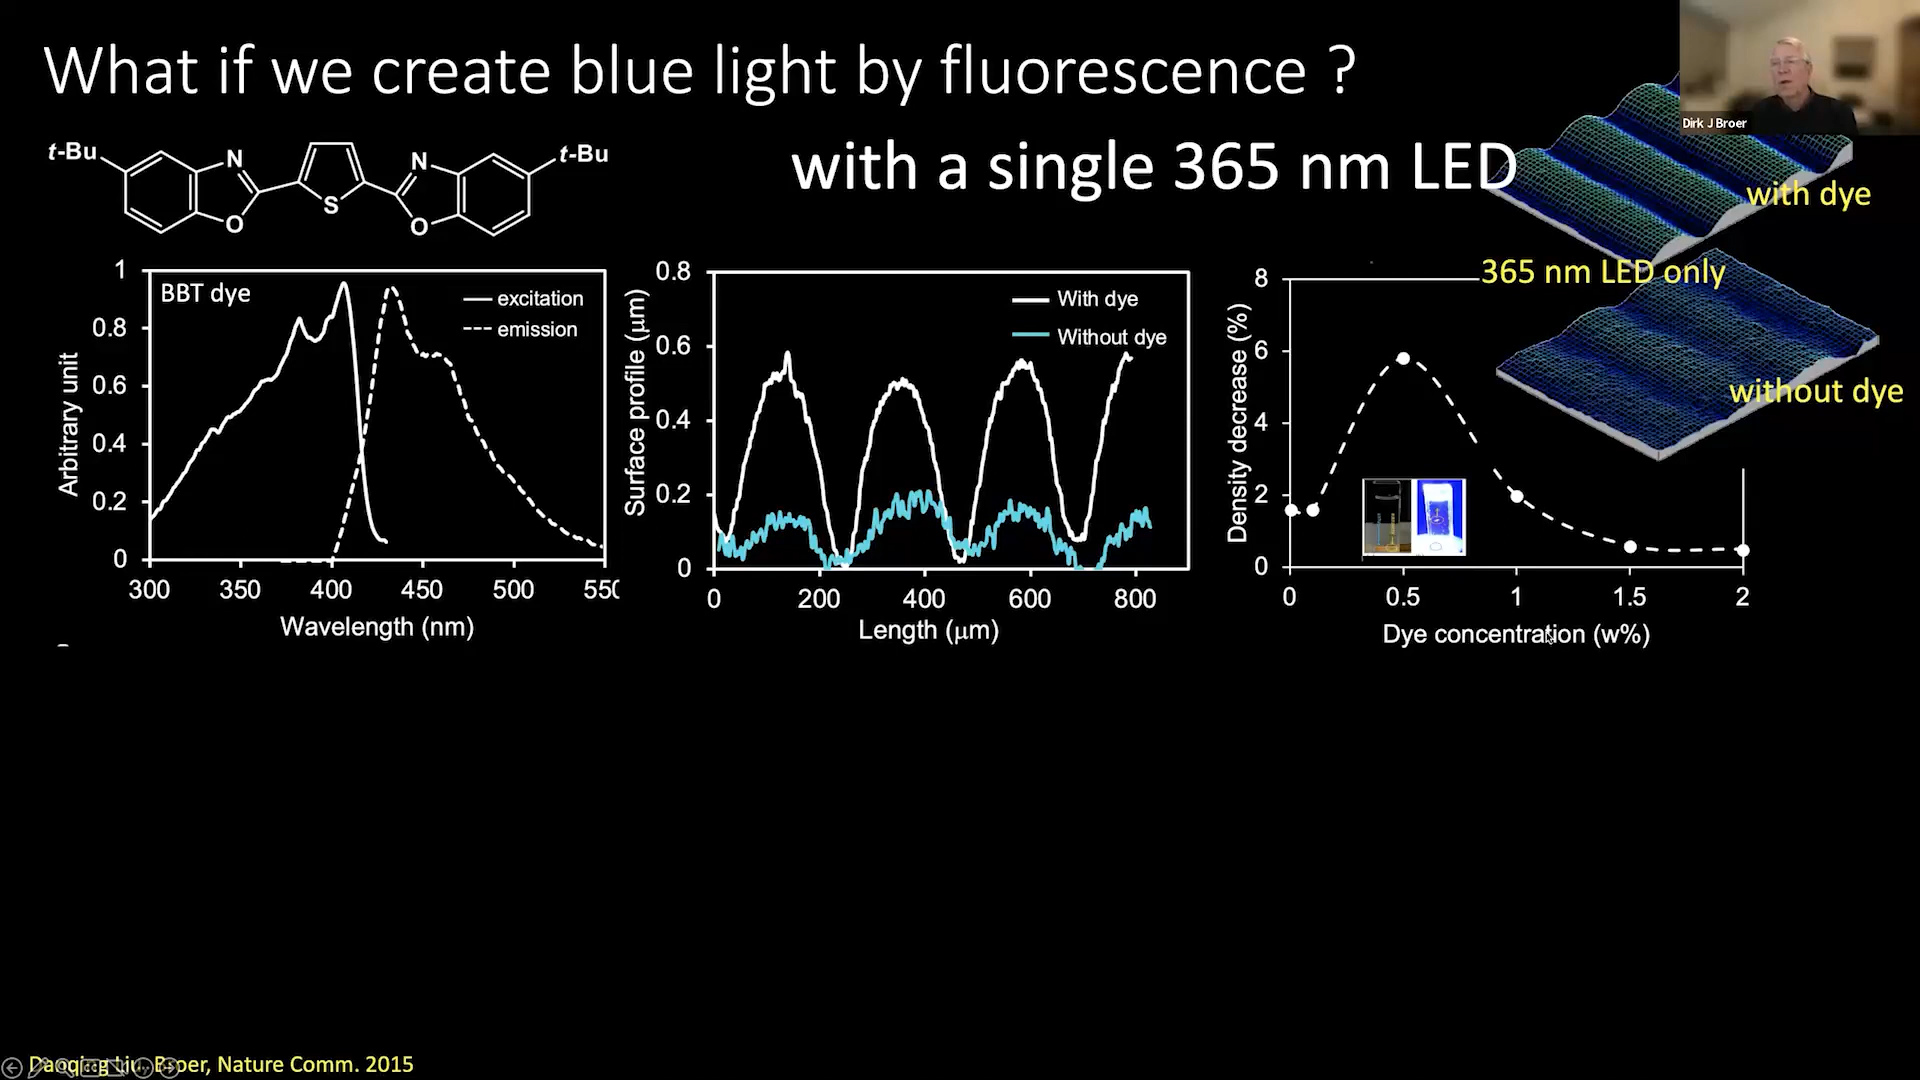 What if we create blue light by fluorescence ?
Dirk J Broer
with a single 365 nm LED
with dye
365 nm LED only
without dye
t-Bu
N
O
S
N
O
t-Bu
BBT dye
excitation
emission
Arbitrary unit
1
0.8
0.6
0.4
0.2
0
300 350 400 450 500 550
Wavelength (nm)
With dye
Without dye
Surface profile (μm)
0.8
0.6
0.4
0.2
0
0 200 400 600 800
Length (μm)
Density decrease (%)
8
6
4
2
0
0 0.5 1 1.5 2
Dye concentration (w%)
Danqing Liu, Broer, Nature Comm. 2015